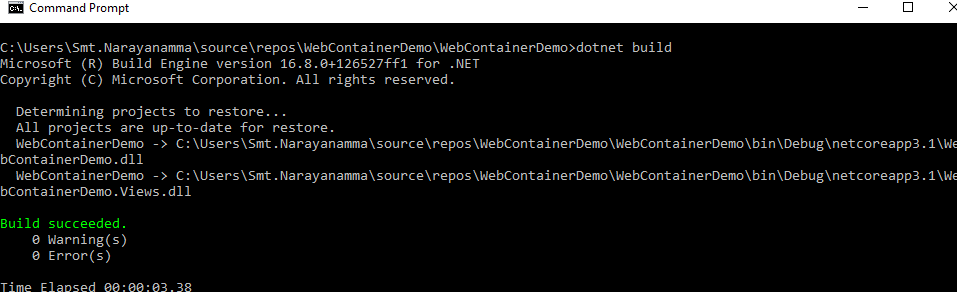 Command Prompt
C:\Users\Smt.Narayanamma\source\repos\WebContainerDemo\WebContainerDemo>dotnet build
Microsoft (R) Build Engine version 16.8.0+126527ff1 for .NET
Copyright (C) Microsoft Corporation. All rights reserved.
Determining projects to restore...
All projects are up-to-date for restore.
WebContainerDemo -> C:\Users\Smt.Narayanamma\source\repos\WebContainerDemo\WebContainerDemo\bin\Debug\netcoreapp3.1\We
bContainerDemo.dll
WebContainerDemo -> C:\Users\Smt.Narayanamma\source\repos\WebContainerDemo\WebContainerDemo\bin\Debug\netcoreapp3.1\We
bContainerDemo.Views.dll
Build succeeded.
0 Warning(s)
0 Error(s)
Time Elapsed 00:00:03.38